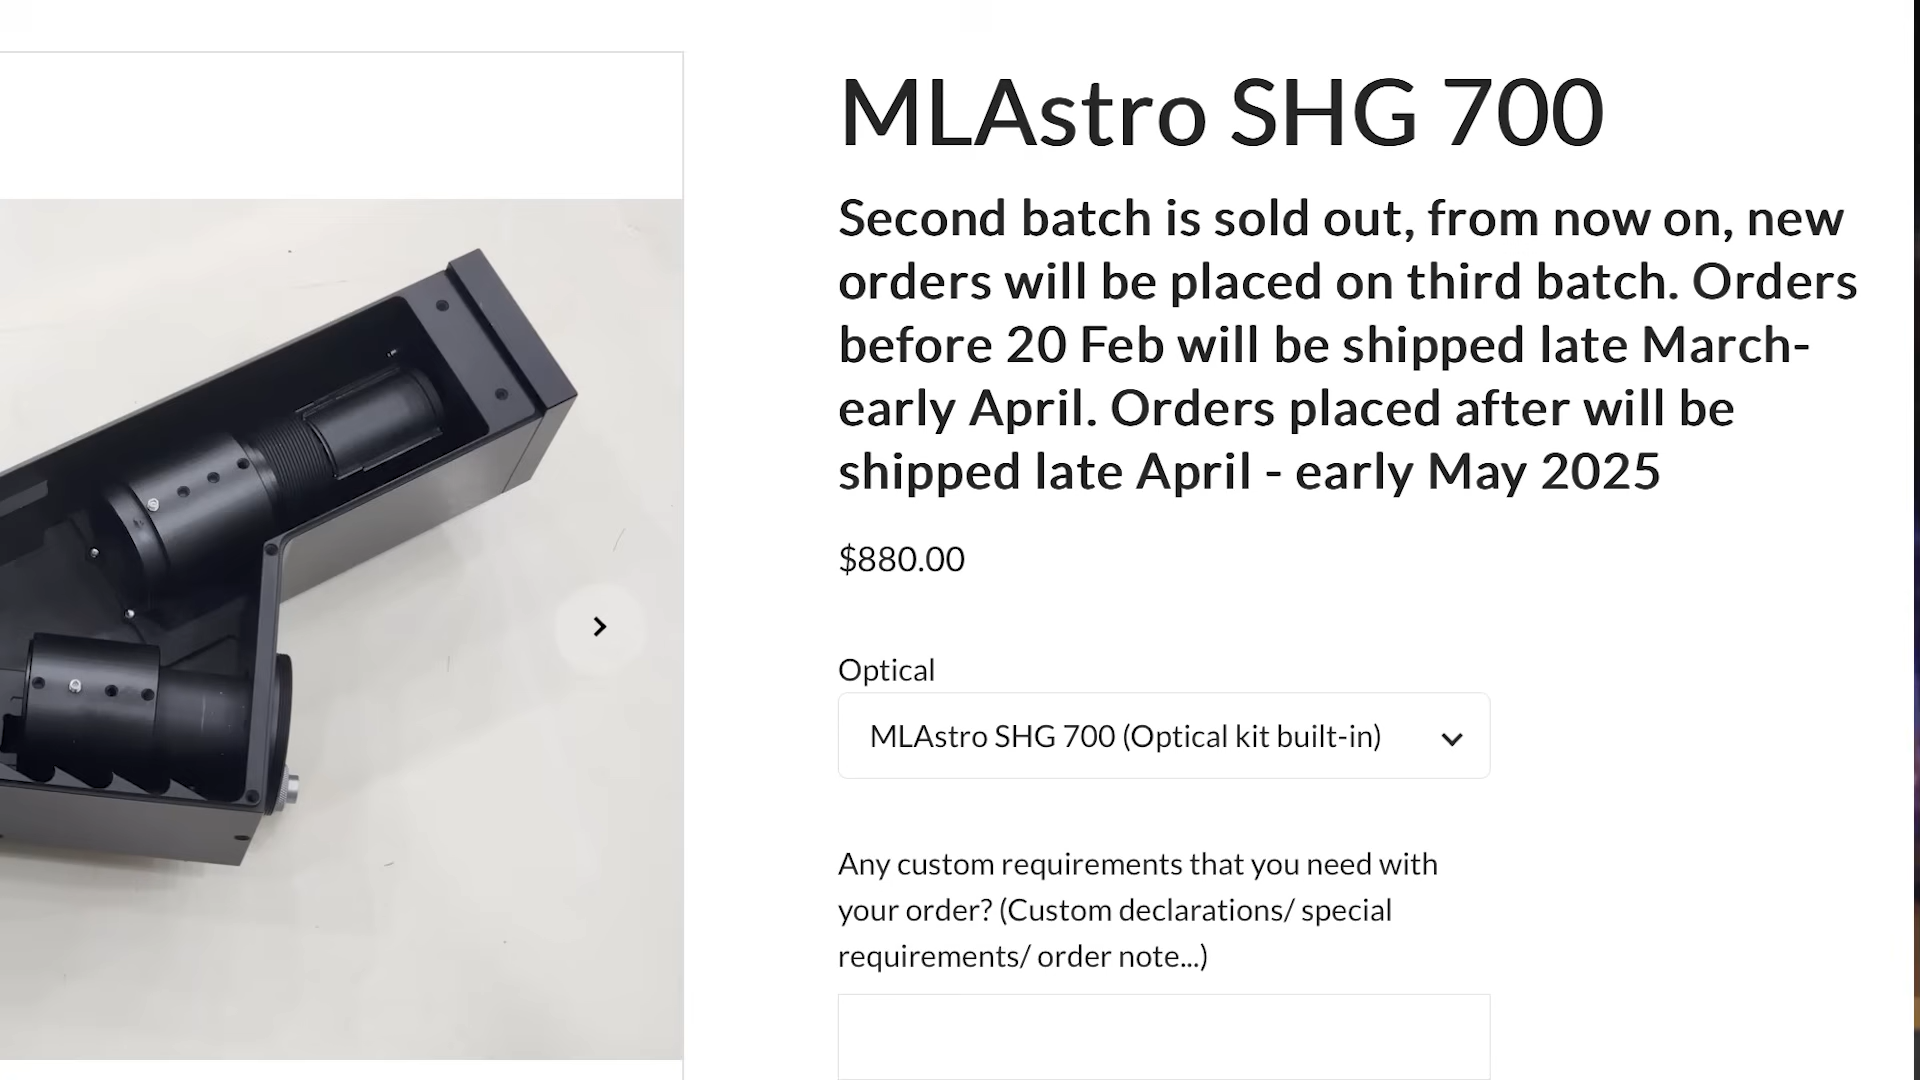 MLAstro SHG 700
Second batch is sold out, from now on, new
orders will be placed on third batch. Orders
before 20 Feb will be shipped late March-
early April. Orders placed after will be
shipped late April - early May 2025
$880.00
Optical
MLAstro SHG 700 (Optical kit built-in)
Any custom requirements that you need with
your order? (Custom declarations/ special
requirements/ order note...)